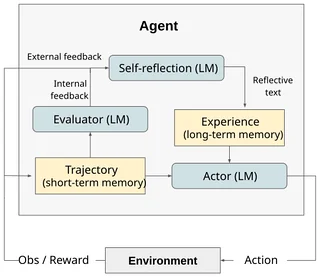 Agent
External feedback
Self-reflection (LM)
Internal
feedback
Reflective
text
Evaluator (LM)
Experience
(long-term memory)
Trajectory
(short-term memory)
Actor (LM)
Obs / Reward
Environment
Action